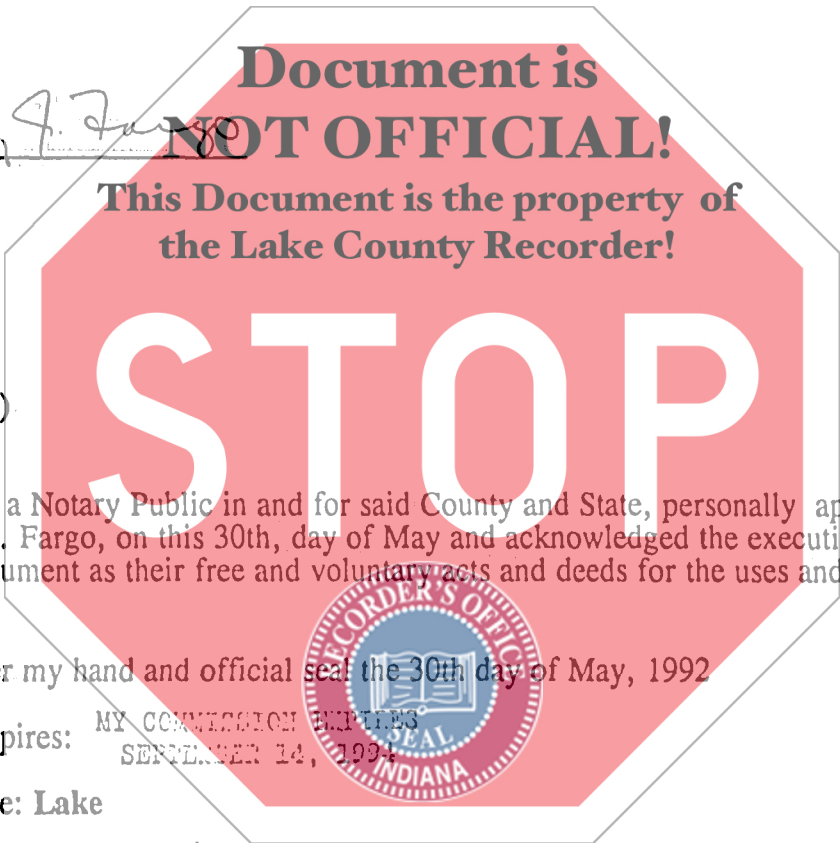 Document is
NOT OFFICIAL!
J. Fargo
This Document is the property of
the Lake County Recorder!
STOP
)
a Notary Public in and for said County and State, personally ap
. Fargo, on this 30th, day of May and acknowledged the executi
ument as their free and voluntary acts and deeds for the uses and
RECORDER'S OFFICE
r my hand and official seal the 30th day of May, 1992
MY COMMISSION EXPIRES
pires:
SEAL
SEPTEMBER 14, 1994
INDIANA
e: Lake